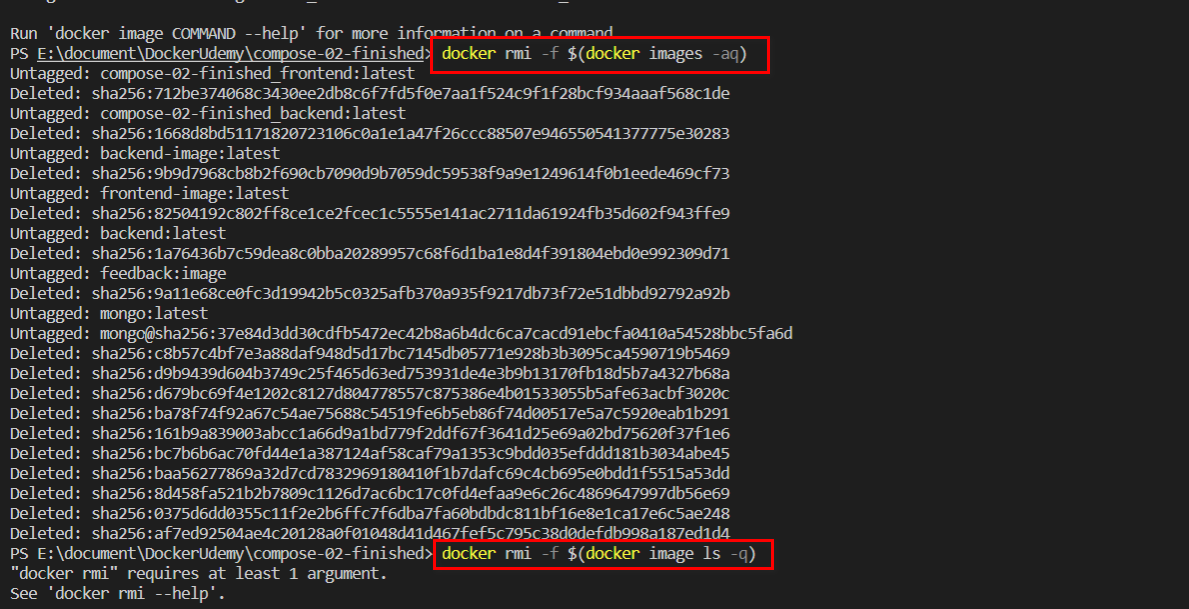 Run 'docker image COMMAND --help' for more information on a command
PS E:\document\DockerUdemy\compose-02-finished> docker rmi -f $(docker images -aq)
Untagged: compose-02-finished_frontend:latest
Deleted: sha256:712be374068c3430ee2db8c6f7fd5f0e7aa1f524c9f1f28bcf934aaaf568c1de
Untagged: compose-02-finished_backend:latest
Deleted: sha256:1668d8bd51171820723106c0a1e1a47f26ccc88507e946550541377775e30283
Untagged: backend-image:latest
Deleted: sha256:9b9d7968cb8b2f690cb7090d9b7059dc59538f9a9e1249614f0b1eede469cf73
Untagged: frontend-image:latest
Deleted: sha256:82504192c802ff8ce1ce2fcec1c5555e141ac2711da61924fb35d602f943ffe9
Untagged: backend:latest
Deleted: sha256:1a76436b7c59dea8c0bba20289957c68f6d1ba1e8d4f391804ebd0e992309d71
Untagged: feedback:image
Deleted: sha256:9a11e68ce0fc3d19942b5c0325afb370a935f9217db73f72e51dbbd92792a92b
Untagged: mongo:latest
Untagged: mongo@sha256:37e84d3dd30cdfb5472ec42b8a6b4dc6ca7cacd91ebcfa0410a54528bbc5fa6d
Deleted: sha256:c8b57c4bf7e3a88daf948d5d17bc7145db05771e928b3b3095ca4590719b5469
Deleted: sha256:d9b9439d604b3749c25f465d63ed753931de4e3b9b13170fb18d5b7a4327b68a
Deleted: sha256:d679bc69f4e1202c8127d804778557c875386e4b01533055b5afe63acbf3020c
Deleted: sha256:ba78f74f92a67c54ae75688c54519fe6b5eb86f74d00517e5a7c5920eab1b291
Deleted: sha256:161b9a839003abcc1a66d9a1bd779f2ddf67f3641d25e69a02bd75620f37f1e6
Deleted: sha256:bc7b6b6ac70fd44e1a387124af58caf79a1353c9bdd035efddd181b3034abe45
Deleted: sha256:baa56277869a32d7cd7832969180410f1b7dafc69c4cb695e0bdd1f5515a53dd
Deleted: sha256:8d458fa521b2b7809c1126d7ac6bc17c0fd4efaa9e6c26c4869647997db56e69
Deleted: sha256:0375d6dd0355c11f2e2b6ffc7f6dba7fa60bdbdc811bf16e8e1ca17e6c5ae248
Deleted: sha256:af7ed92504ae4c20128a0f01048d41d467fef5c795c38d0defdb998a187ed1d4
PS E:\document\DockerUdemy\compose-02-finished> docker rmi -f $(docker image ls -q)
"docker rmi" requires at least 1 argument.
See 'docker rmi --help'.